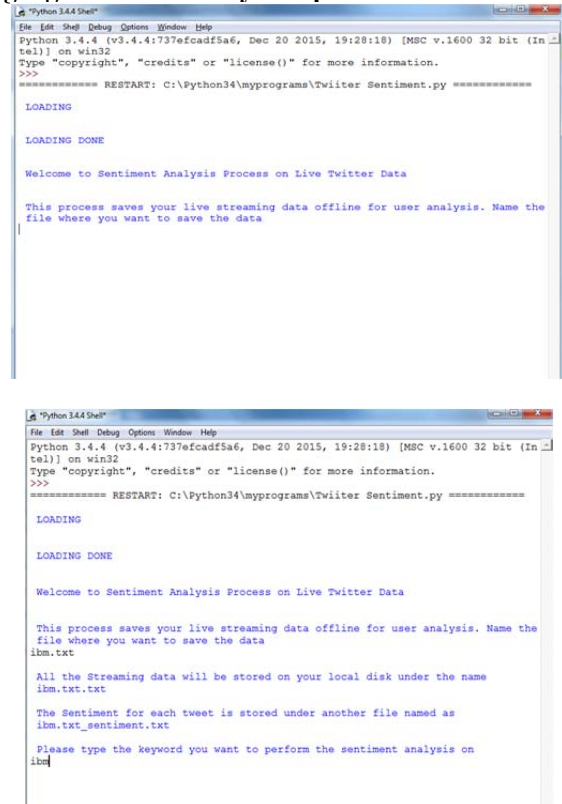 *Python 3.4.4 Shell*
File Edit Shell Debug Options Window Help
Python 3.4.4 (v3.4.4:737efcadf5a6, Dec 20 2015, 19:28:18) [MSC v.1600 32 bit (In
tel)] on win32
Type "copyright", "credits" or "license()" for more information.
>>>
============ RESTART: C:\Python34\myprograms\Twiiter Sentiment.py ============
LOADING
LOADING DONE
Welcome to Sentiment Analysis Process on Live Twitter Data
This process saves your live streaming data offline for user analysis. Name the
file where you want to save the data
*Python 3.4.4 Shell*
File Edit Shell Debug Options Window Help
Python 3.4.4 (v3.4.4:737efcadf5a6, Dec 20 2015, 19:28:18) [MSC v.1600 32 bit (In
tel)] on win32
Type "copyright", "credits" or "license()" for more information.
>>>
============ RESTART: C:\Python34\myprograms\Twiiter Sentiment.py ============
LOADING
LOADING DONE
Welcome to Sentiment Analysis Process on Live Twitter Data
This process saves your live streaming data offline for user analysis. Name the
file where you want to save the data
ibm.txt
All the Streaming data will be stored on your local disk under the name
ibm.txt.txt
The Sentiment for each tweet is stored under another file named as
ibm.txt_sentiment.txt
Please type the keyword you want to perform the sentiment analysis on
ibm